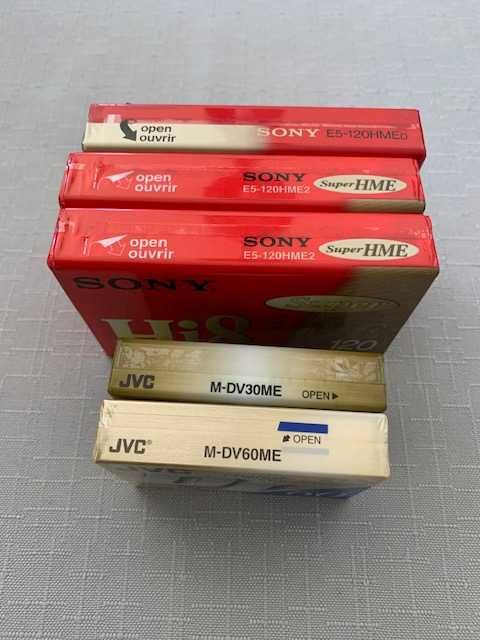 open
ouvrir
SONY E5-120HMED
open
ouvrir
SONY
E5-120HME2
Super HME
open
ouvrir
SONY
E5-120HME2
Super HME
SONY
Super
Hi8
120
JVC
M-DV30ME
OPEN
JVC
M-DV60ME
OPEN